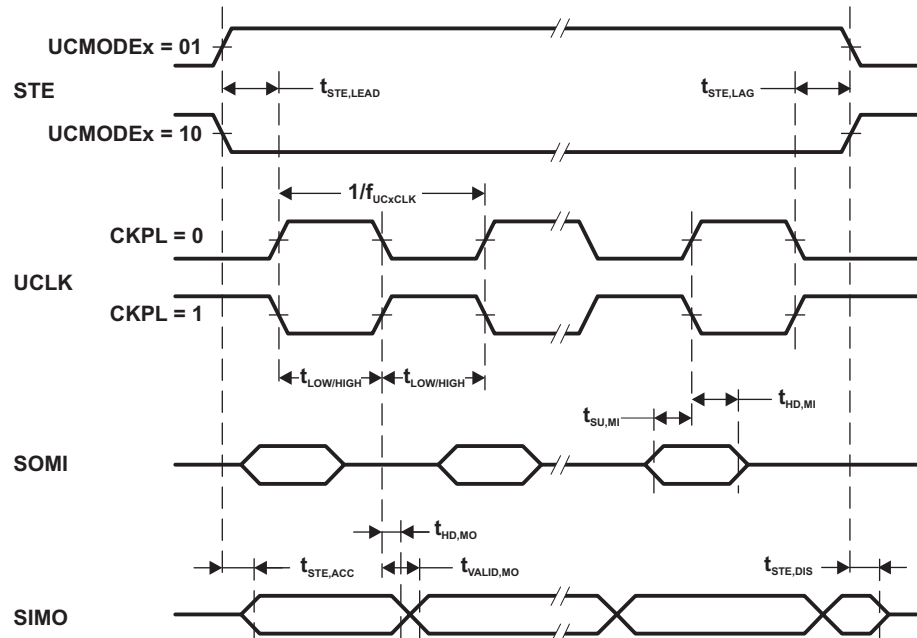 UCMODEx = 01
STE
tSTE,LEAD
tSTE,LAG
UCMODEx = 10
1/fUCxCLK
CKPL = 0
UCLK
CKPL = 1
tLOW/HIGH tLOW/HIGH
tHD,MI
tSU,MI
SOMI
tHD,MO
tSTE,ACC tVALID,MO tSTE,DIS
SIMO